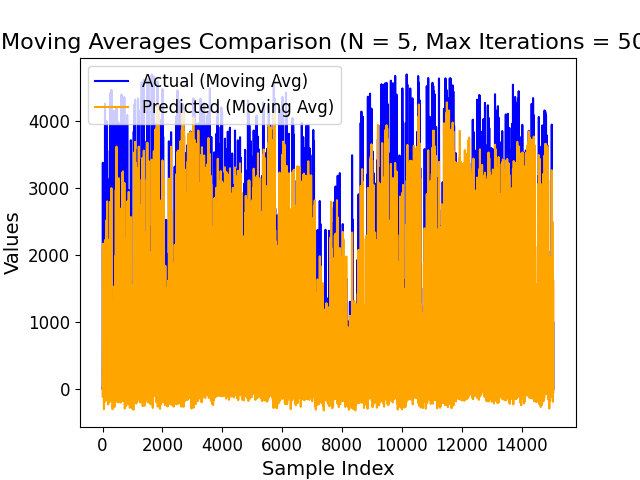 Moving Averages Comparison (N = 5, Max Iterations = 50
Actual (Moving Avg)
Predicted (Moving Avg)
Values
4000
3000
2000
1000
0
0 2000 4000 6000 8000 10000 12000 14000
Sample Index